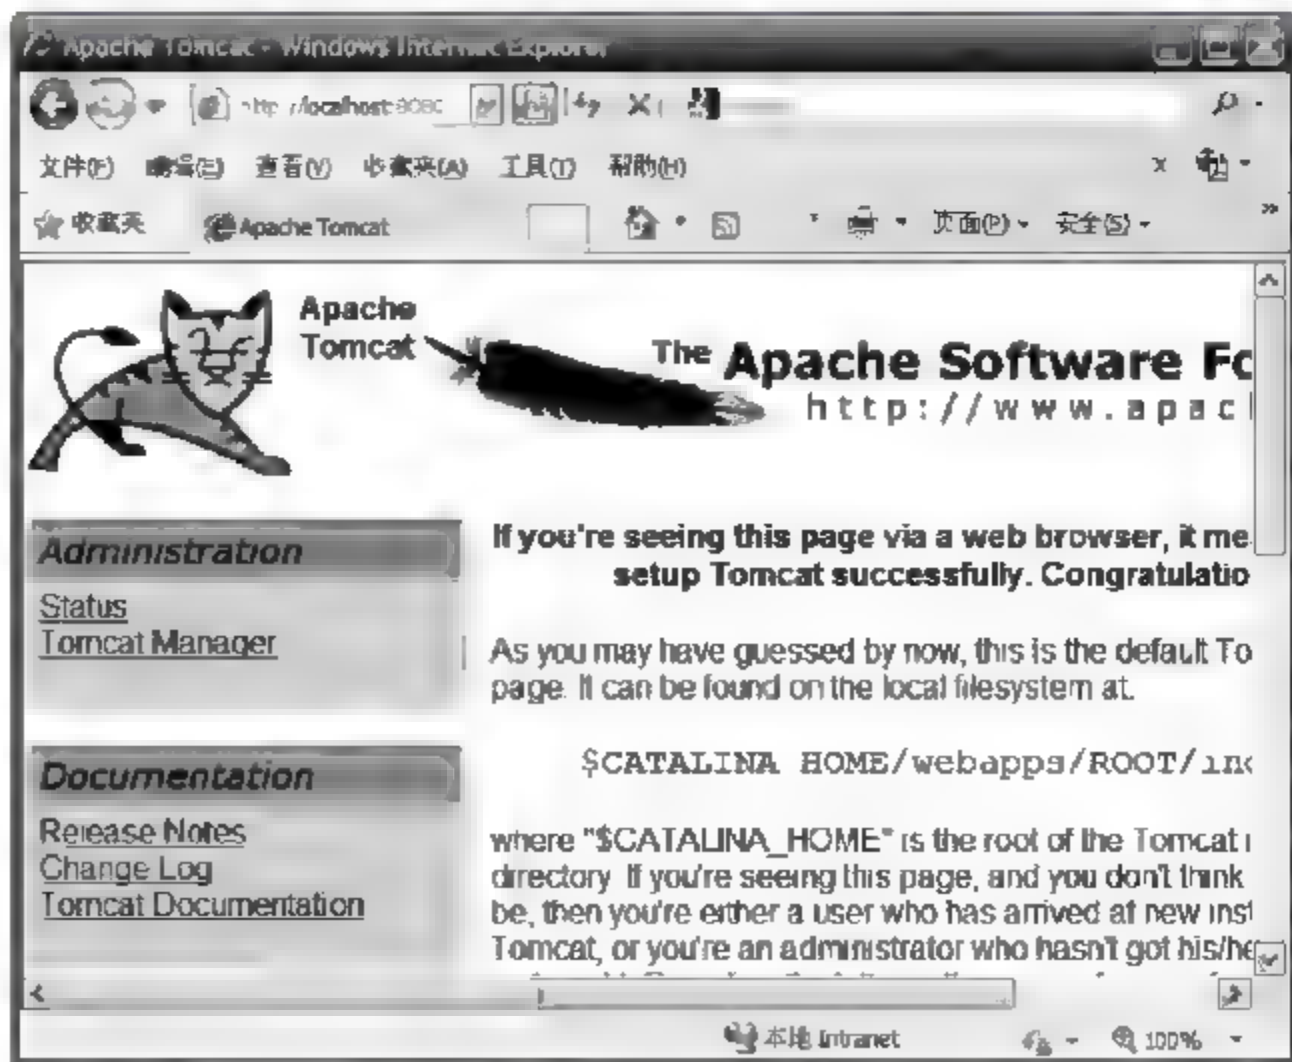 Apache Tomcat - Windows Internet Explorer
http://localhost:8080
文件(F) 编辑(E) 查看(V) 收藏夹(A) 工具(T) 帮助(H)
收藏夹 Apache Tomcat 页面(P) 安全(S)
Apache
Tomcat
The Apache Software Fo
http://www.apac
Administration
Status
Tomcat Manager
Documentation
Release Notes
Change Log
Tomcat Documentation
If you're seeing this page via a web browser, it me
setup Tomcat successfully. Congratulatio
As you may have guessed by now, this is the default To
page. It can be found on the local filesystem at:
$CATALINA_HOME/webapps/ROOT/ind
where "$CATALINA_HOME" is the root of the Tomcat i
directory. If you're seeing this page, and you don't think
be, then you're either a user who has arrived at new inst
Tomcat, or you're an administrator who hasn't got his/he
本地 Intranet 100%